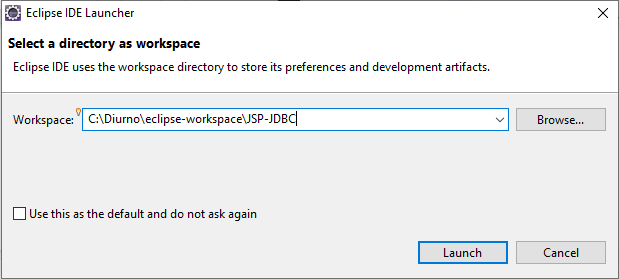 Eclipse IDE Launcher
Select a directory as workspace
Eclipse IDE uses the workspace directory to store its preferences and development artifacts.
Workspace: C:\Diurno\eclipse-workspace\JSP-JDBC Browse...
Use this as the default and do not ask again
Launch Cancel